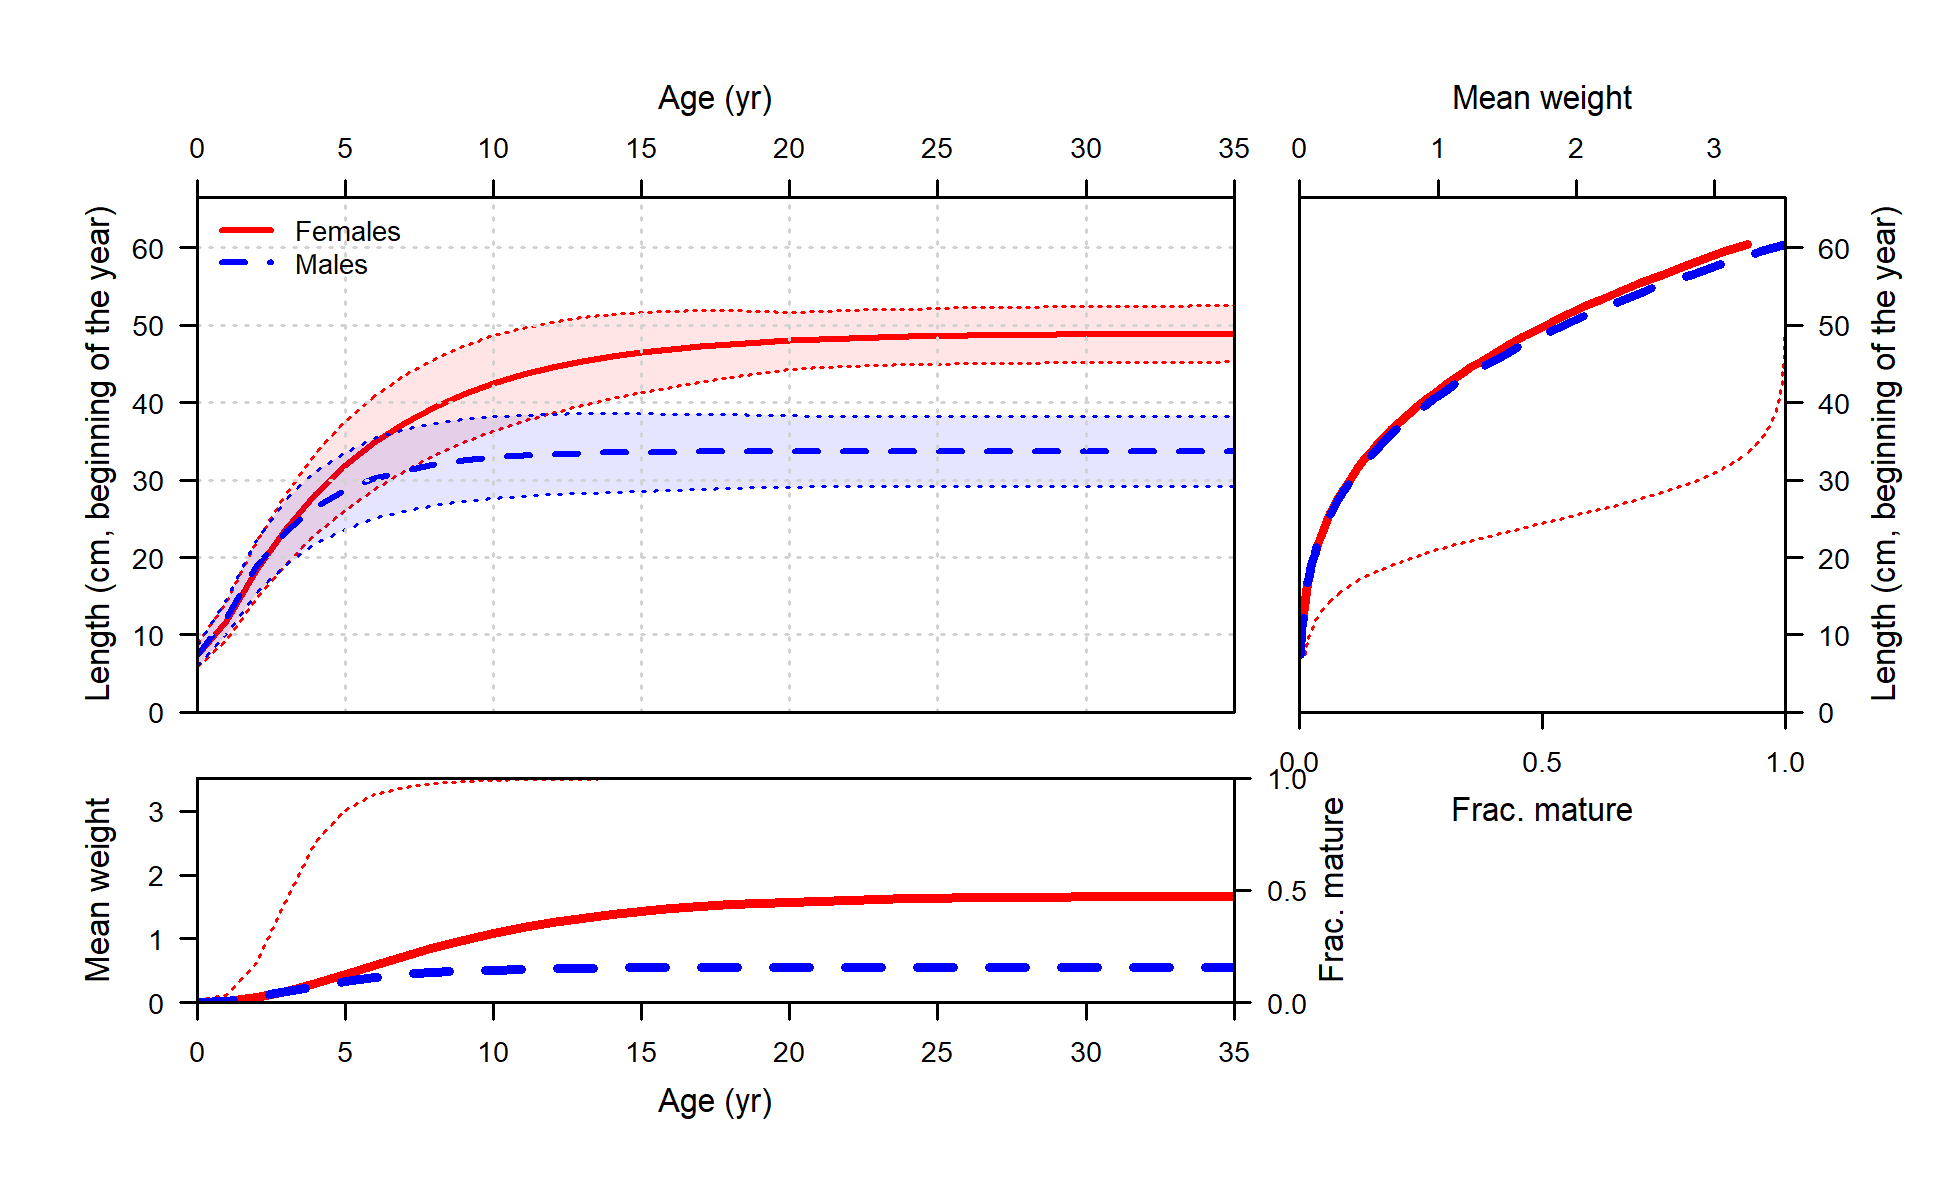 Age (yr)
0 5 10 15 20 25 30 35
Mean weight
0 1 2 3
Length (cm, beginning of the year)
60
50
40
30
20
10
0
Females
Males
60
50
40
30
20
10
0
Length (cm, beginning of the year)
0.0 0.5 1.0
Frac. mature
Mean weight
3
2
1
0
1.0
0.5
0.0
Frac. mature
0 5 10 15 20 25 30 35
Age (yr)